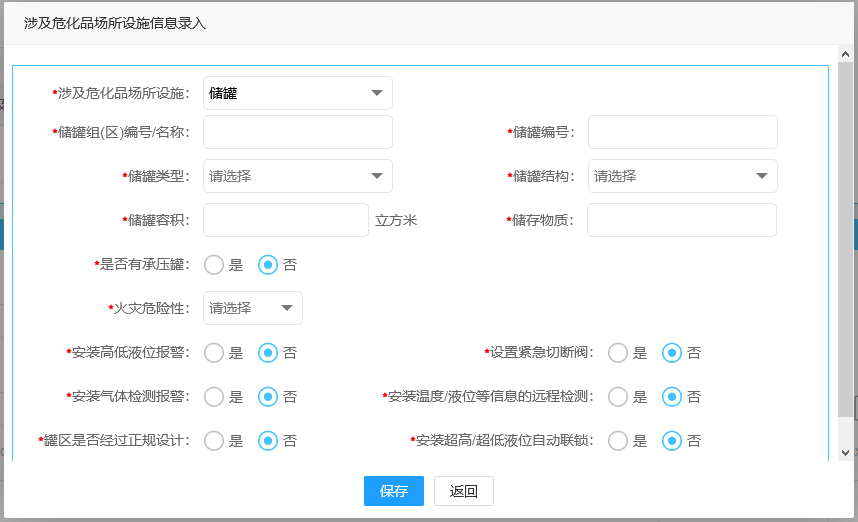 涉及危化品场所设施信息录入
*涉及危化品场所设施： 储罐
*储罐组(区)编号/名称： *储罐编号：
*储罐类型： 请选择 *储罐结构： 请选择
*储罐容积： 立方米 *储存物质：
*是否有承压罐： 是 否
*火灾危险性： 请选择
*安装高低液位报警： 是 否 *设置紧急切断阀： 是 否
*安装气体检测报警： 是 否 *安装温度/液位等信息的远程检测： 是 否
*罐区是否经过正规设计： 是 否 *安装超高/超低液位自动联锁： 是 否
保存 返回